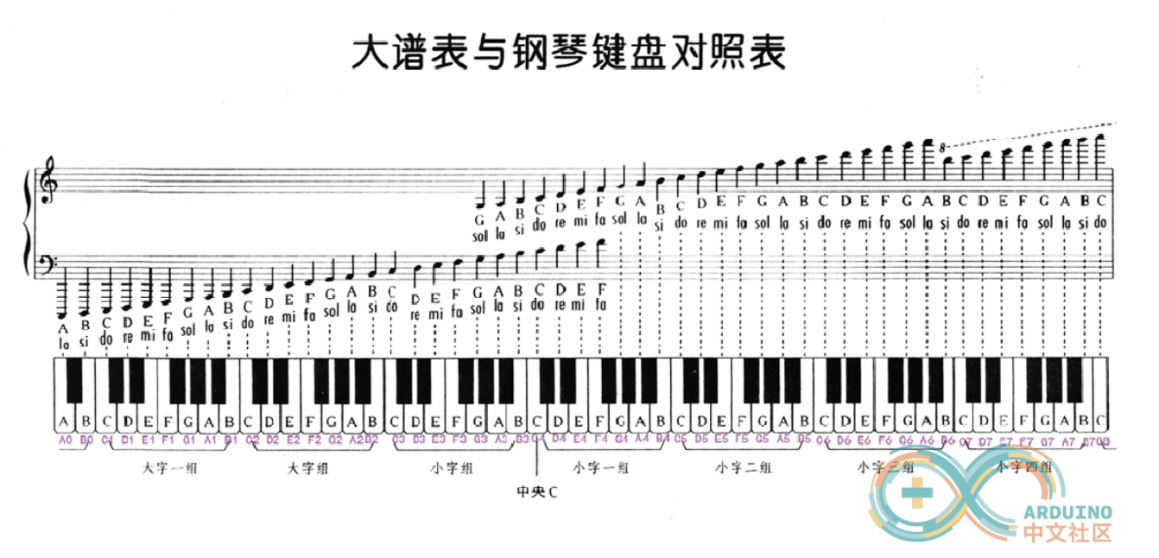 大谱表与钢琴键盘对照表
8
G A B C D E F G A B C D E F G A B C D E F G A B C D E F G A B C
sol la si do re mi fa sol la si do re mi fa sol la si do re mi fa sol la si do re mi fa sol la si do
A B C D E F G A B C D E F G A B C D E F G A B C D E F
la si do re mi fa sol la si do re mi fa sol la si do re mi fa sol la si do re mi fa
A B C D E F G A B C D E F G A B C D E F G A B C D E F G A B C D E F G A B C D E F G A B C D E F G A B C
A0 B0 C1 D1 E1 F1 G1 A1 B1 C2 D2 E2 F2 G2 A2 B2 C3 D3 E3 F3 G3 A3 B3 C4 D4 E4 F4 G4 A4 B4 C5 D5 E5 F5 G5 A5 B5 C6 D6 E6 F6 G6 A6 B6 C7 D7 E7 F7 G7 A7 B7 C8
大字一组 大字组 小字组 小字一组 小字二组 小字三组 小字四组
中央C
ARDUINO
中文社区